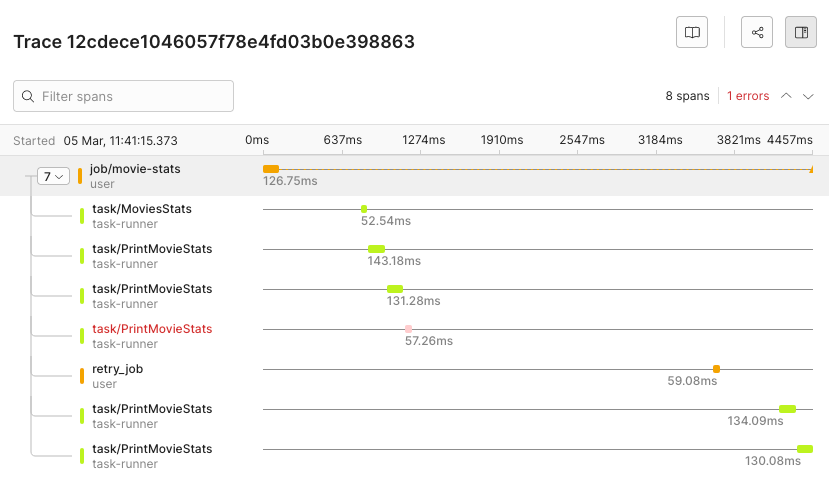 Trace 12cdece1046057f78e4fd03b0e398863
Filter spans
8 spans
1 errors
Started 05 Mar, 11:41:15.373
0ms 637ms 1274ms 1910ms 2547ms 3184ms 3821ms 4457ms
7
job/movie-stats
user
126.75ms
task/MoviesStats
task-runner
52.54ms
task/PrintMovieStats
task-runner
143.18ms
task/PrintMovieStats
task-runner
131.28ms
task/PrintMovieStats
task-runner
57.26ms
retry_job
user
59.08ms
task/PrintMovieStats
task-runner
134.09ms
task/PrintMovieStats
task-runner
130.08ms